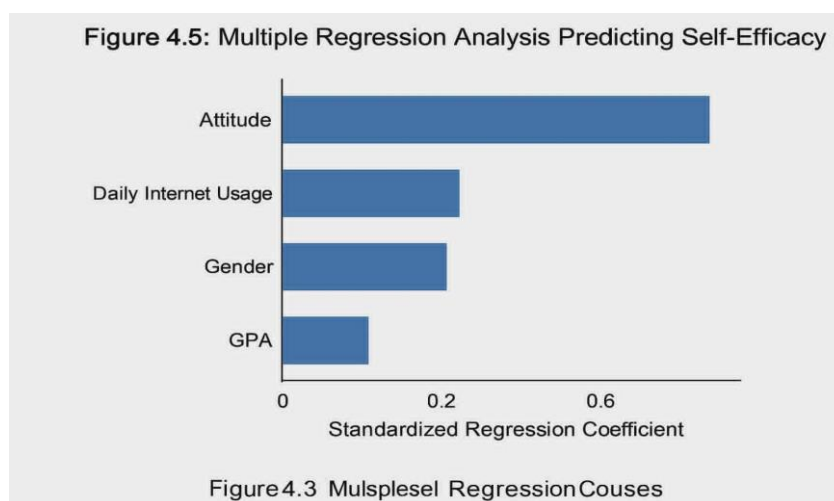 Figure 4.5: Multiple Regression Analysis Predicting Self-Efficacy
Attitude
Daily Internet Usage
Gender
GPA
0 0.2 0.6
Standardized Regression Coefficient
Figure 4.3 Mulsplesel Regression Couses